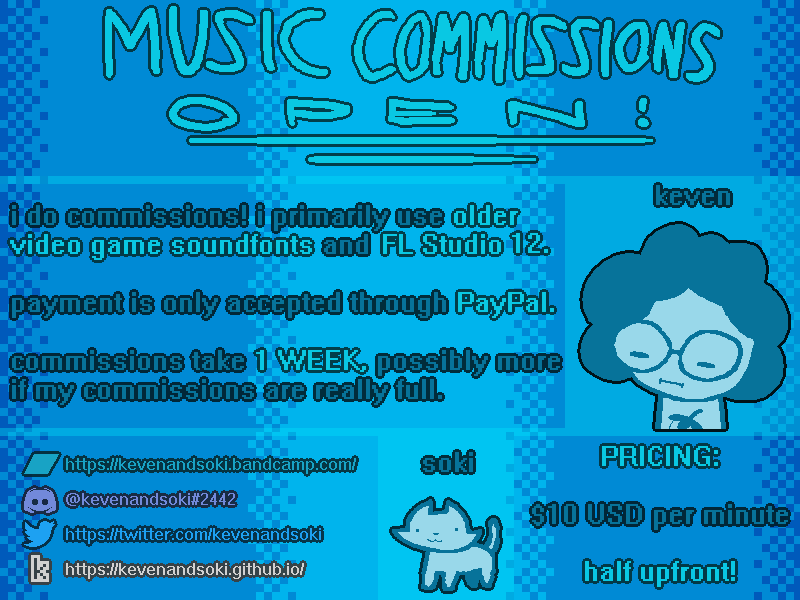 MUSIC COMMISSIONS
OPEN!
i do commissions! i primarily use older
video game soundfonts and FL Studio 12.
payment is only accepted through PayPal.
commissions take 1 WEEK, possibly more
if my commissions are really full.
keven
https://kevenandsoki.bandcamp.com/
@kevenandsoki#2442
https://twitter.com/kevenandsoki
https://kevenandsoki.github.io/
soki
PRICING:
$10 USD per minute
half upfront!